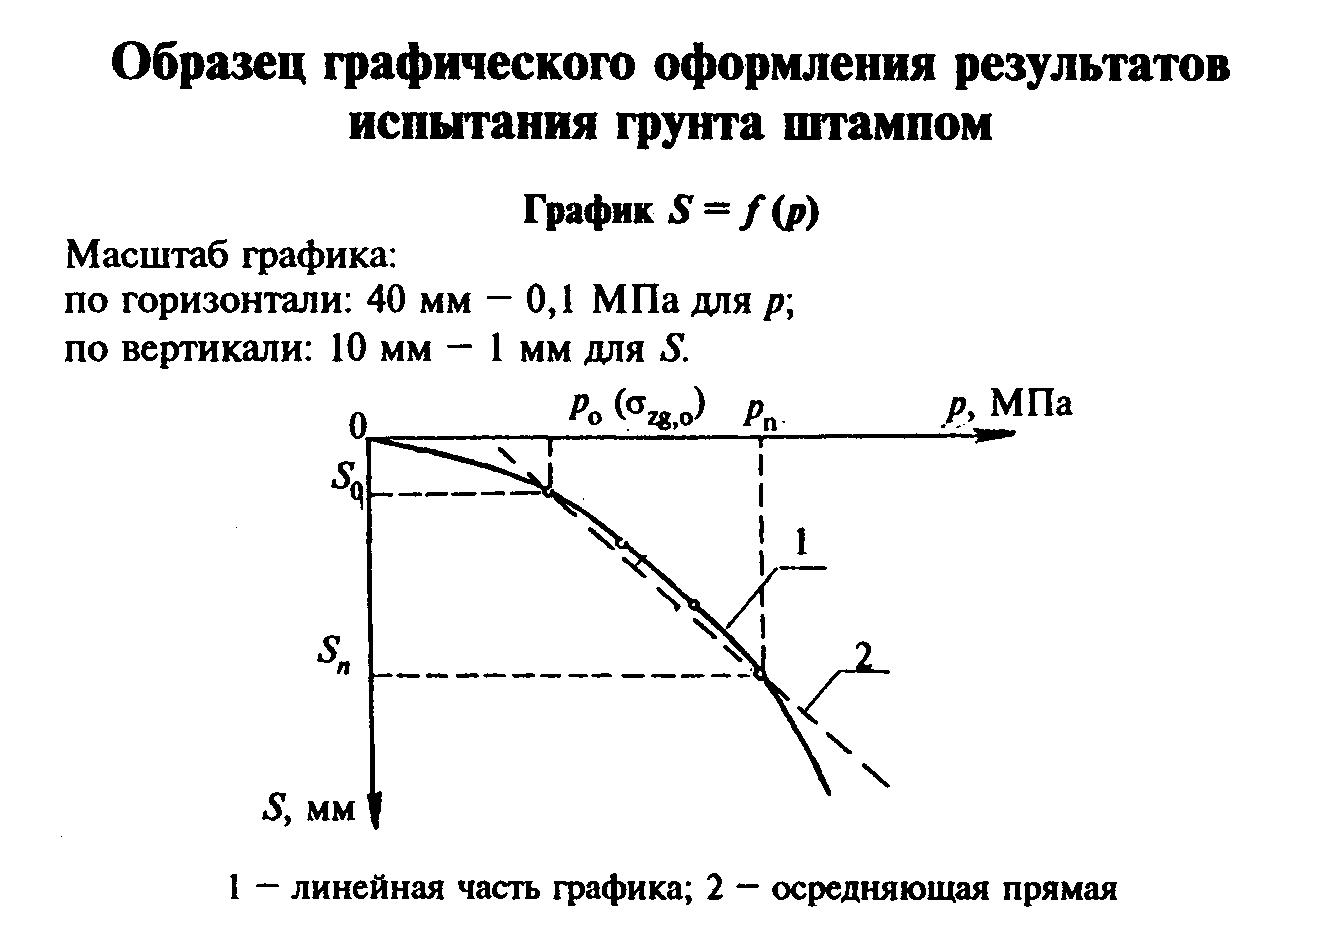 Образец графического оформления результатов
испытания грунта штампом
График S = f (p)
Масштаб графика:
по горизонтали: 40 мм — 0,1 МПа для p;
по вертикали: 10 мм — 1 мм для S.
0
p₀ (σzg,o)
pn
p, МПа
S₀
1
Sn
2
S, мм
1 — линейная часть графика; 2 — осредняющая прямая